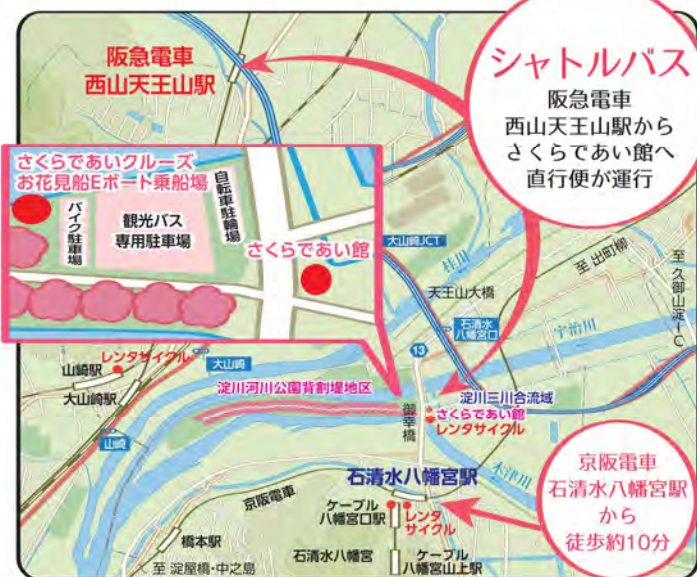 阪急電車
西山天王山駅
シャトルバス
阪急電車
西山天王山駅から
さくらであい館へ
直行便が運行
さくらであいクルーズ
お花見船Eボート乗船場
バイク駐車場
観光バス
専用駐車場
自転車駐輪場
さくらであい館
大山崎JCT
桂川
至 出町柳
至 久御山淀IC
天王山大橋
石清水
八幡宮口
宇治川
13
山崎駅
レンタサイクル
大山崎
大山崎駅
淀川河川公園背割堤地区
淀川三川合流域
さくらであい館
レンタサイクル
御幸橋
山崎
木津川
石清水八幡宮駅
京阪電車
ケーブル
八幡宮口駅
レンタ
サイクル
京阪電車
石清水八幡宮駅
から
徒歩約10分
橋本駅
至 淀屋橋・中之島
石清水八幡宮
ケーブル
八幡宮山上駅